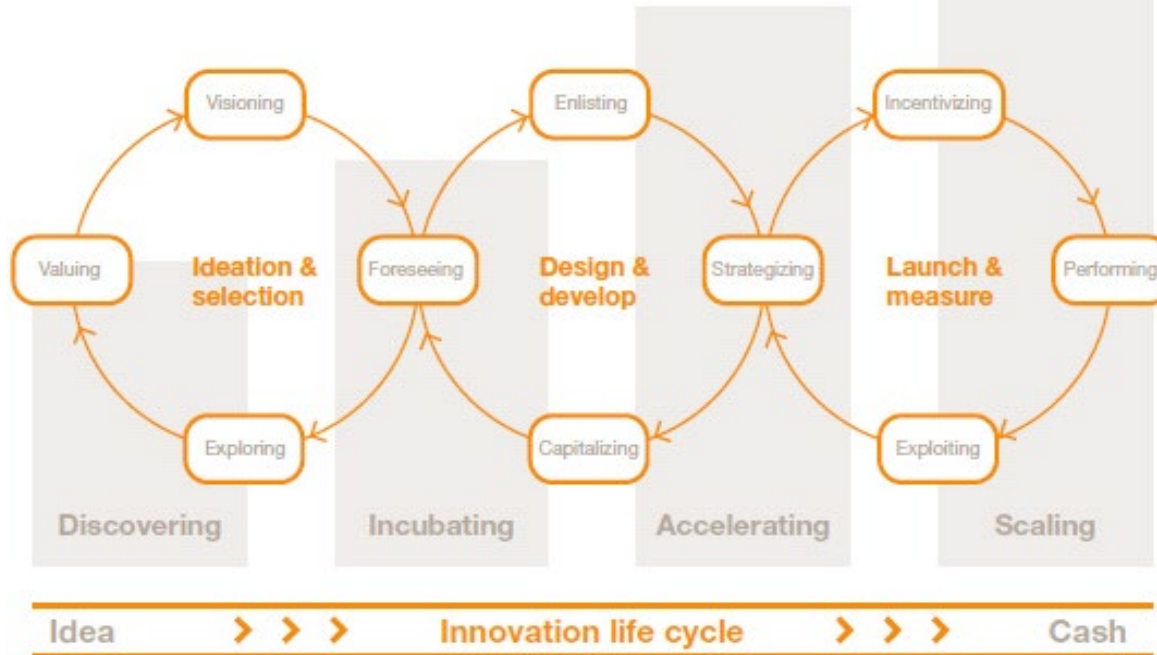 Visioning
Enlisting
Incentivizing
Valuing
Ideation &
selection
Foreseeing
Design &
develop
Strategizing
Launch &
measure
Performing
Exploring
Capitalizing
Exploiting
Discovering
Incubating
Accelerating
Scaling
Idea
Innovation life cycle
Cash